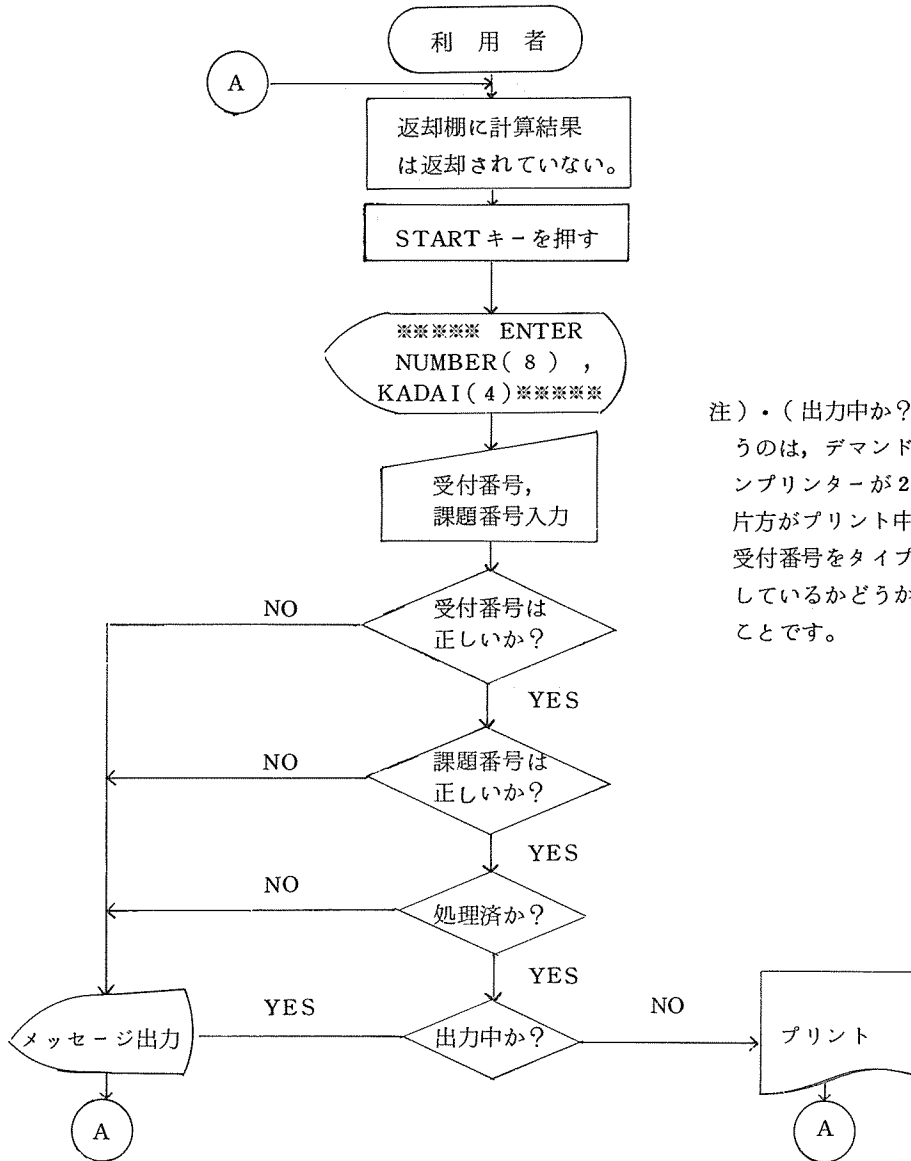 利用者
A
返却棚に計算結果
は返却されていない。
STARTキーを押す
※※※※※ ENTER
NUMBER(8),
KADAI(4)※※※※※
受付番号,
課題番号入力
注)・(出力中か?
うのは,デマンド
ンプリンターが2
片方がプリント中
受付番号をタイプ
しているかどうか
ことです。
受付番号は
正しいか?
NO
YES
課題番号は
正しいか?
NO
YES
処理済か?
NO
YES
出力中か?
YES
NO
メッセージ出力
プリント
A
A